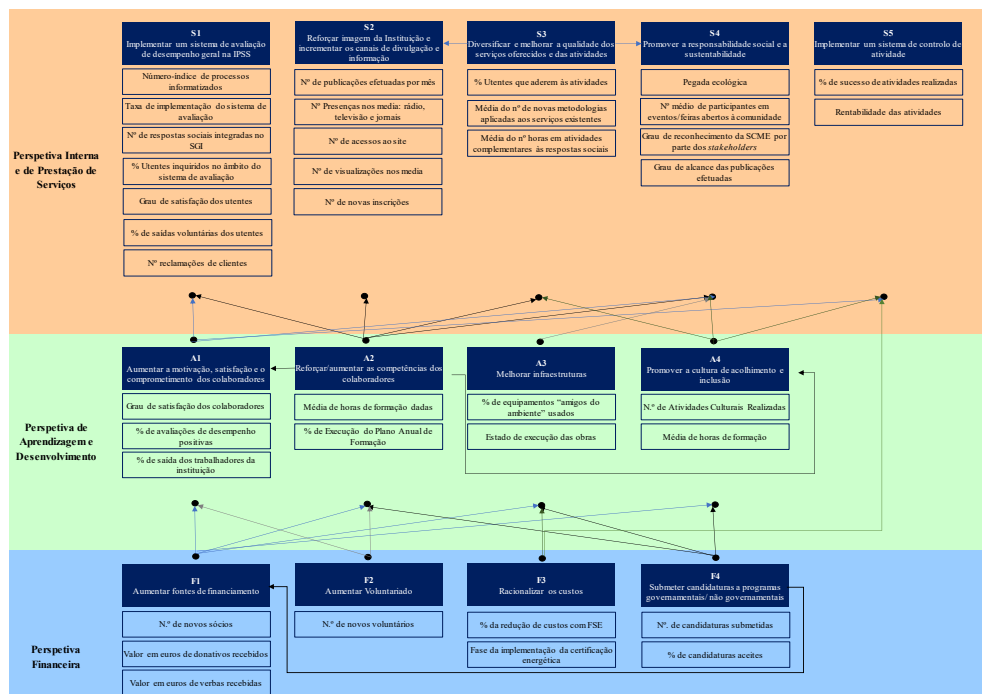 Perspetiva Interna
e de Prestação de
Serviços
S1
Implementar um sistema de avaliação
de desempenho geral na IPSS
Número-índice de processos
informatizados
Taxa de implementação do sistema de
avaliação
Nº de respostas sociais integradas no
SGI
% Utentes inquiridos no âmbito do
sistema de avaliação
Grau de satisfação dos utentes
% de saídas voluntárias dos utentes
Nº reclamações de clientes
S2
Reforçar imagem da Instituição e
incrementar os canais de divulgação e
informação
Nº de publicações efetuadas por mês
Nº Presenças nos media: rádio,
televisão e jornais
Nº de acessos ao site
Nº de visualizações nos media
Nº de novas inscrições
S3
Diversificar e melhorar a qualidade dos
serviços oferecidos e das atividades
% Utentes que aderem às atividades
Média do nº de novas metodologias
aplicadas aos serviços existentes
Média do nº horas em atividades
complementares às respostas sociais
S4
Promover a responsabilidade social e a
sustentabilidade
Pegada ecológica
Nº médio de participantes em
eventos/feiras abertos à comunidade
Grau de reconhecimento da SCME por
parte dos stakeholders
Grau de alcance das publicações
efetuadas
S5
Implementar um sistema de controlo de
atividade
% de sucesso de atividades realizadas
Rentabilidade das atividades
Perspetiva de
Aprendizagem e
Desenvolvimento
A1
Aumentar a motivação, satisfação e o
comprometimento dos colaboradores
Grau de satisfação dos colaboradores
% de avaliações de desempenho
positivas
% de saída dos trabalhadores da
instituição
A2
Reforçar/aumentar as competências dos
colaboradores
Média de horas de formação dadas
% de Execução do Plano Anual de
Formação
A3
Melhorar infraestruturas
% de equipamentos “amigos do
ambiente” usados
Estado de execução das obras
A4
Promover a cultura de acolhimento e
inclusão
N.º de Atividades Culturais Realizadas
Média de horas de formação
Perspetiva
Financeira
F1
Aumentar fontes de financiamento
N.º de novos sócios
Valor em euros de donativos recebidos
Valor em euros de verbas recebidas
F2
Aumentar Voluntariado
N.º de novos voluntários
F3
Racionalizar os custos
% da redução de custos com FSE
Fase da implementação da certificação
energética
F4
Submeter candidaturas a programas
governamentais/ não governamentais
Nº. de candidaturas submetidas
% de candidaturas aceites